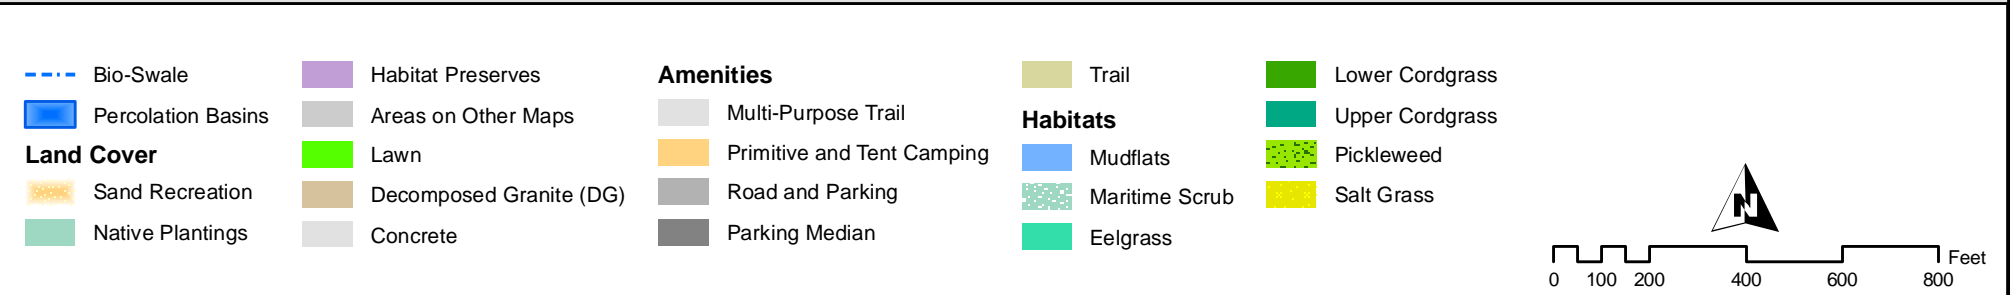 Bio-Swale
Percolation Basins
Land Cover
Sand Recreation
Native Plantings
Habitat Preserves
Areas on Other Maps
Lawn
Decomposed Granite (DG)
Concrete
Amenities
Multi-Purpose Trail
Primitive and Tent Camping
Road and Parking
Parking Median
Trail
Habitats
Mudflats
Maritime Scrub
Eelgrass
Lower Cordgrass
Upper Cordgrass
Pickleweed
Salt Grass
N
Feet
0 100 200 400 600 800